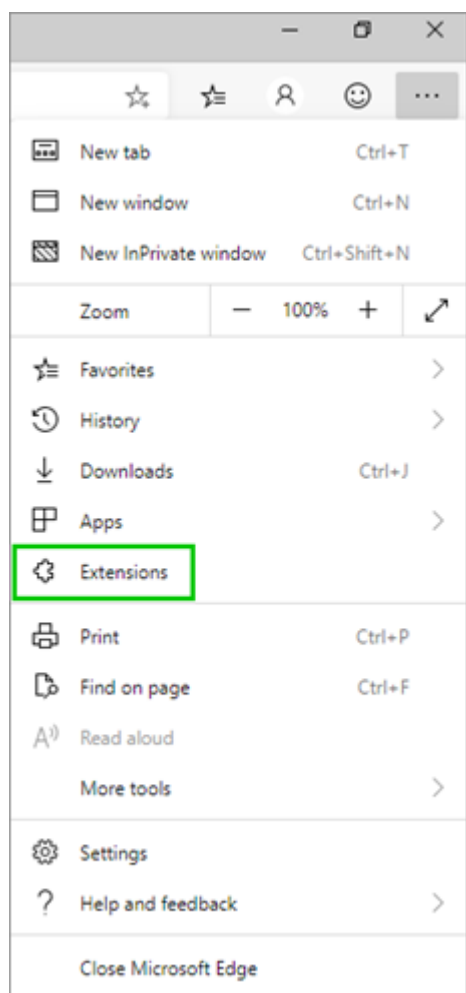 New tab Ctrl+T
New window Ctrl+N
New InPrivate window Ctrl+Shift+N
Zoom — 100% +
Favorites
History
Downloads Ctrl+J
Apps
Extensions
Print Ctrl+P
Find on page Ctrl+F
Read aloud
More tools
Settings
Help and feedback
Close Microsoft Edge